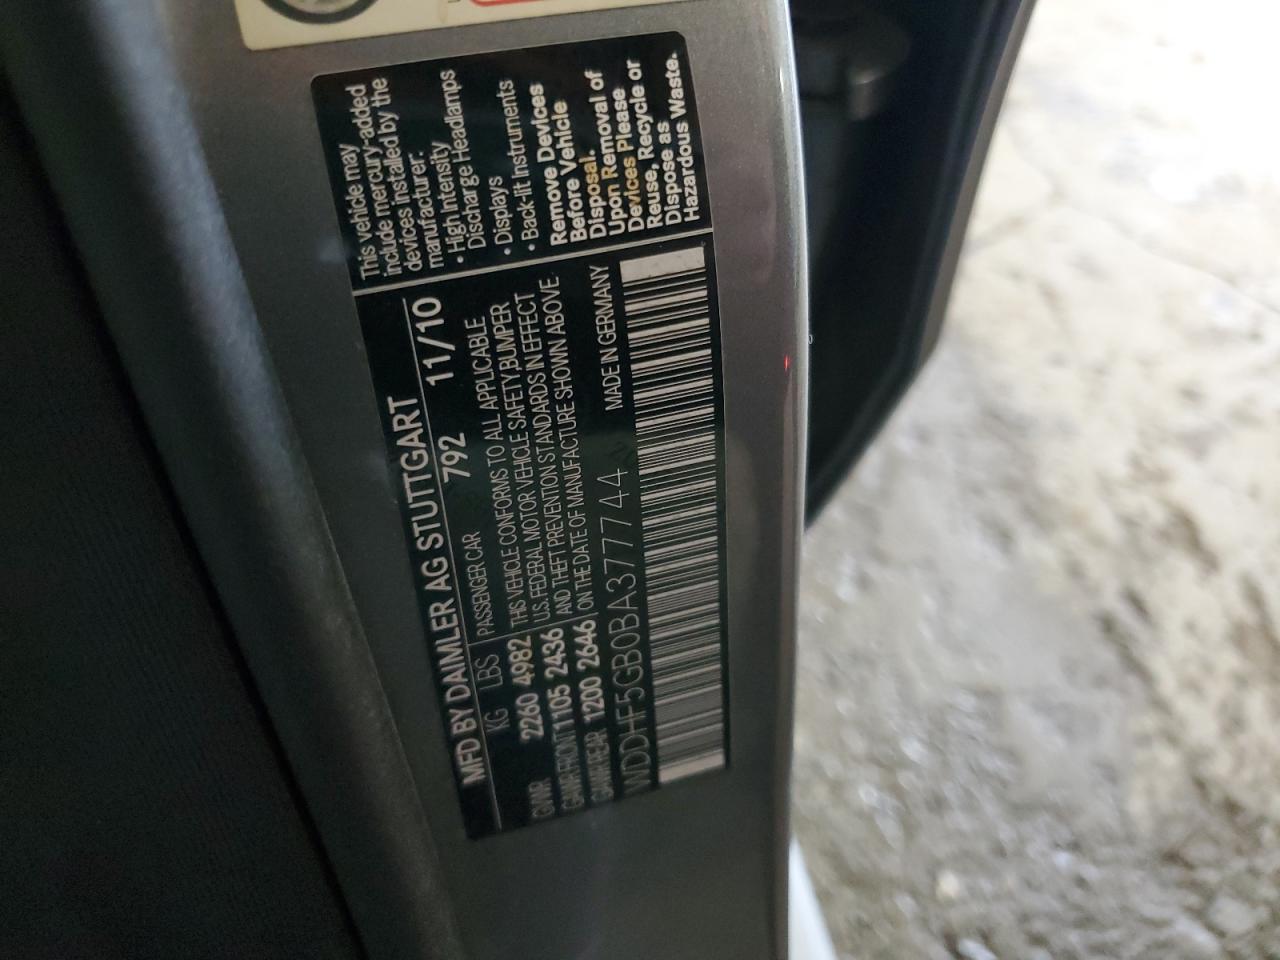 MFD BY DAIMLER AG STUTTGART
792 11/10
KG LBS PASSENGER CAR
GVWR 2260 4982
GAWR-FRONT 1105 2436
GAWR-REAR 1200 2646
THIS VEHICLE CONFORMS TO ALL APPLICABLE
U.S. FEDERAL MOTOR VEHICLE SAFETY, BUMPER
AND THEFT PREVENTION STANDARDS IN EFFECT
ON THE DATE OF MANUFACTURE SHOWN ABOVE.
WDDHF5GB0BA377744 MADE IN GERMANY
This vehicle may
include mercury-added
devices installed by the
manufacturer:
• High Intensity
Discharge Headlamps
• Displays
• Back-lit Instruments
Remove Devices
Before Vehicle
Disposal.
Upon Removal of
Devices Please
Reuse, Recycle or
Dispose as
Hazardous Waste.